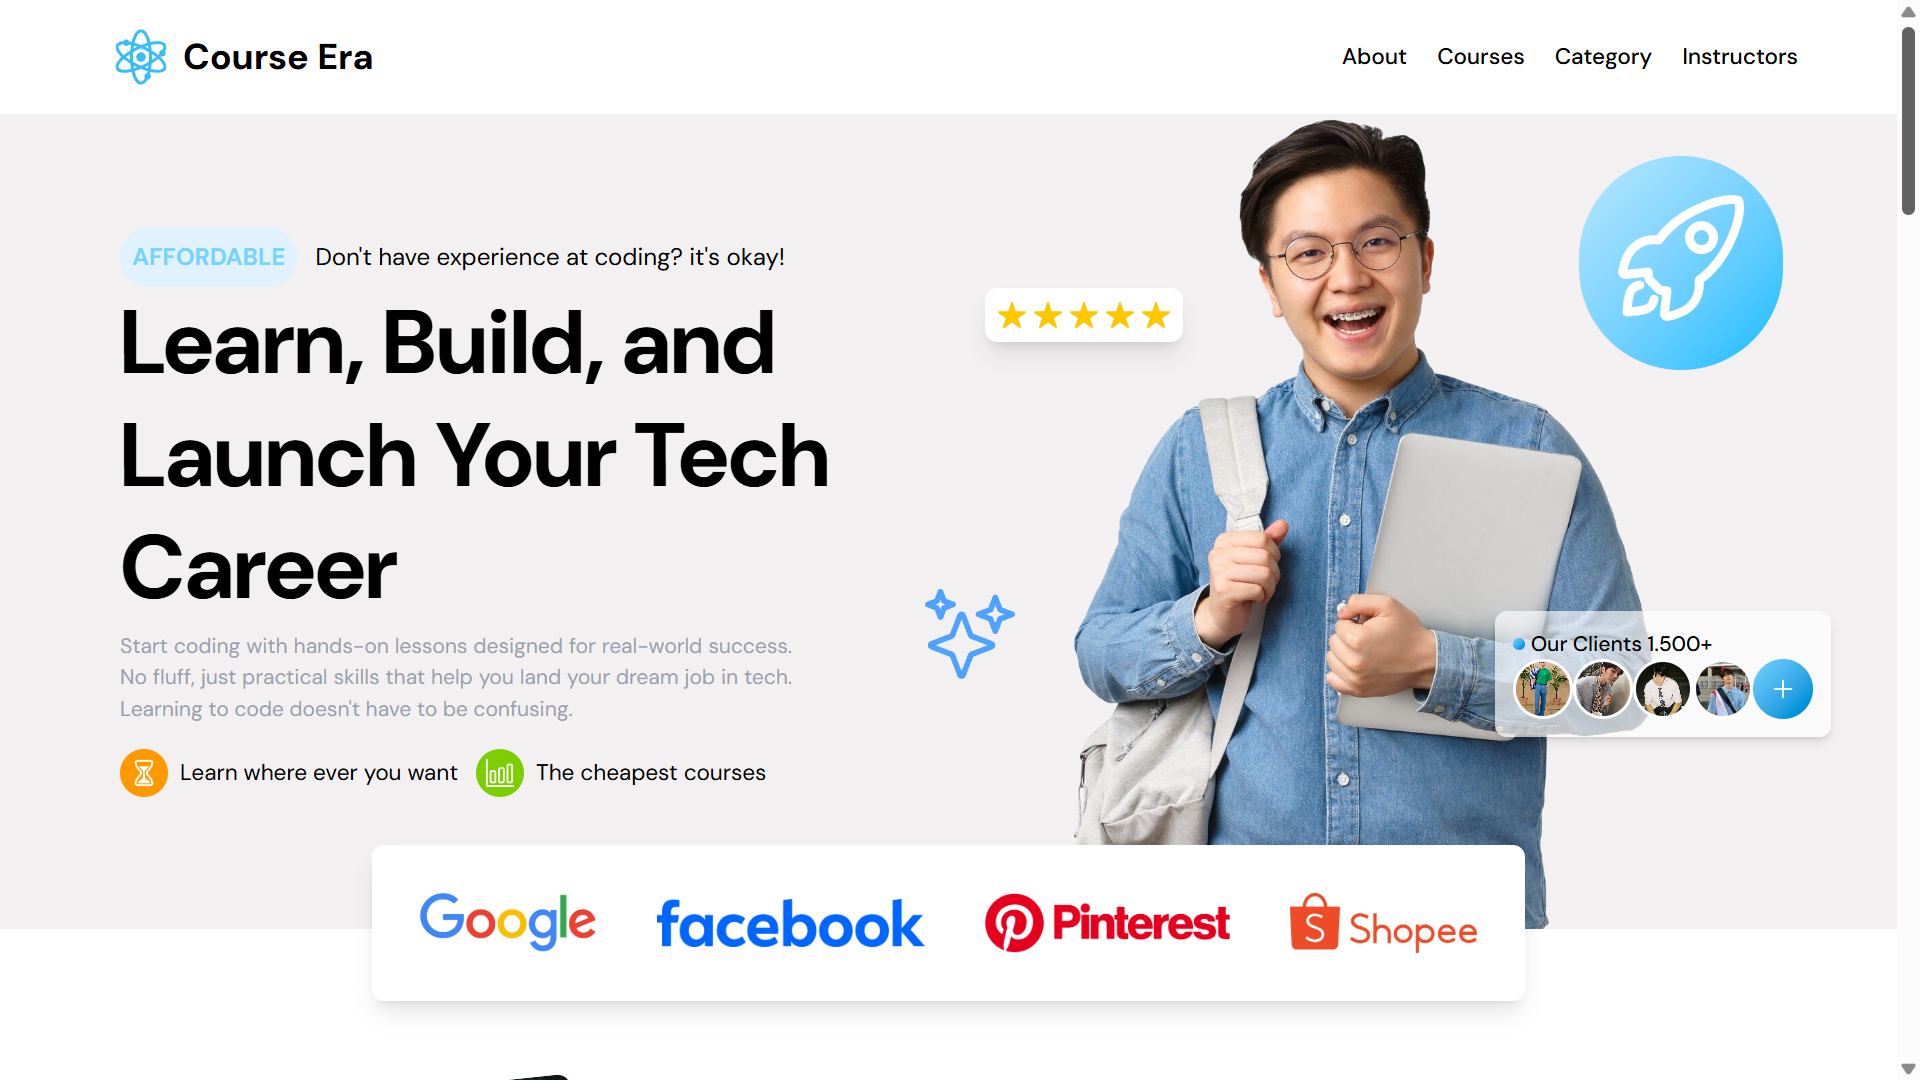 Course Era
About
Courses
Category
Instructors
AFFORDABLE
Don't have experience at coding? it's okay!
Learn, Build, and
Launch Your Tech
Career
Start coding with hands-on lessons designed for real-world success.
No fluff, just practical skills that help you land your dream job in tech.
Learning to code doesn't have to be confusing.
Learn where ever you want
The cheapest courses
Our Clients 1.500+
Google
facebook
Pinterest
Shopee